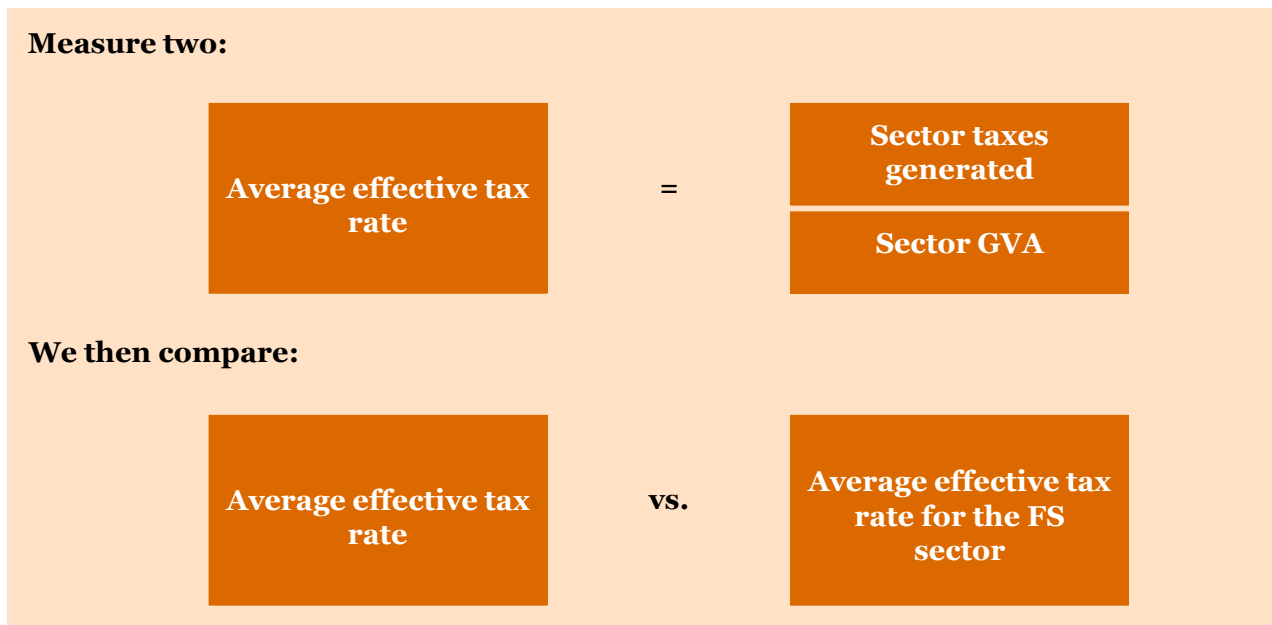 Measure two:
Average effective tax
rate
=
Sector taxes
generated
Sector GVA
We then compare:
Average effective tax
rate
vs.
Average effective tax
rate for the FS
sector